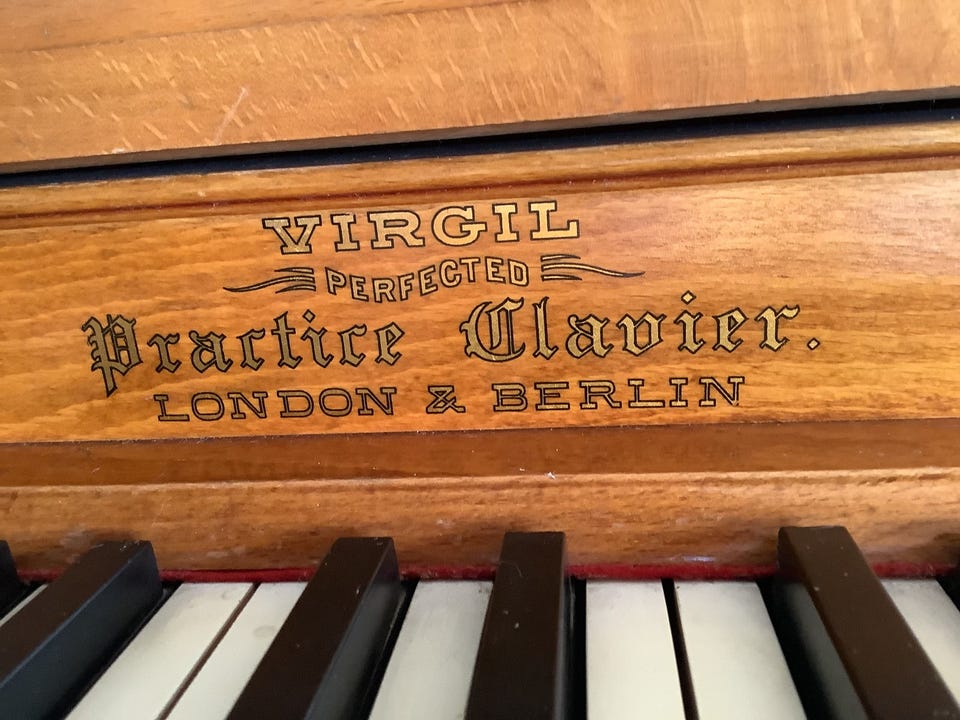 VIRGIL
PERFECTED
Practice Clavier.
LONDON & BERLIN